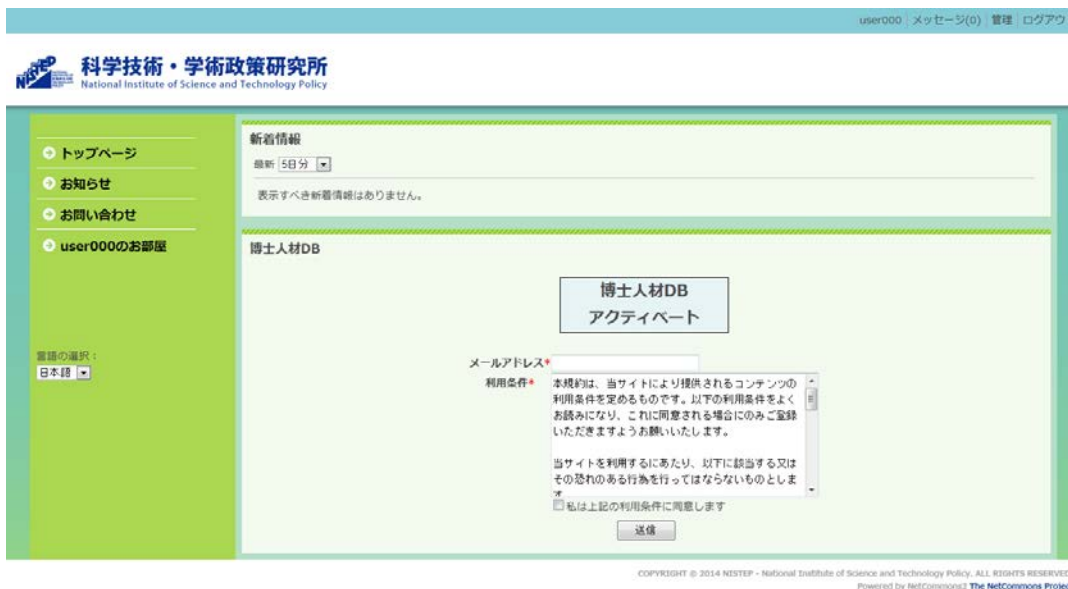 user000 メッセージ(0) 管理 ログアウ
NISTEP
科学技術・学術政策研究所
National Institute of Science and Technology Policy
トップページ
お知らせ
お問い合わせ
user000のお部屋
言語の選択：
日本語
新着情報
最新 5日分
表示すべき新着情報はありません。
博士人材DB
博士人材DB
アクティベート
メールアドレス*
利用条件*
本規約は、当サイトにより提供されるコンテンツの
利用条件を定めるものです。以下の利用条件をよく
お読みになり、これに同意される場合にのみご登録
いただきますようお願いいたします。
当サイトを利用するにあたり、以下に該当する又は
その恐れのある行為を行ってはならないものとしま
私は上記の利用条件に同意します
送信
COPYRIGHT © 2014 NISTEP - National Institute of Science and Technology Policy. ALL RIGHTS RESERVED
Powered by NetCommons2 The NetCommons Projec